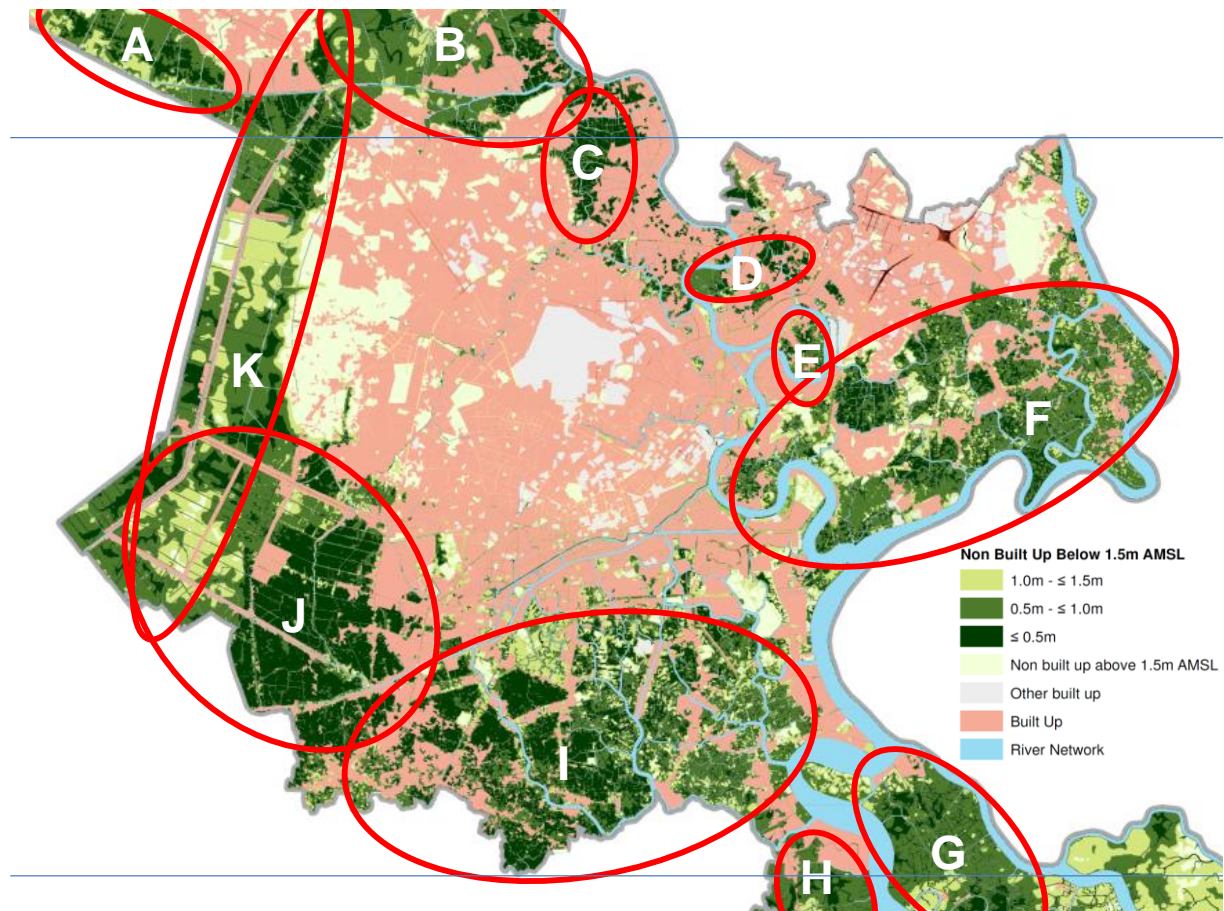 A
B
C
D
E
K
F
Non Built Up Below 1.5m AMSL
1.0m - ≤ 1.5m
0.5m - ≤ 1.0m
≤ 0.5m
Non built up above 1.5m AMSL
Other built up
Built Up
River Network
J
I
G
H